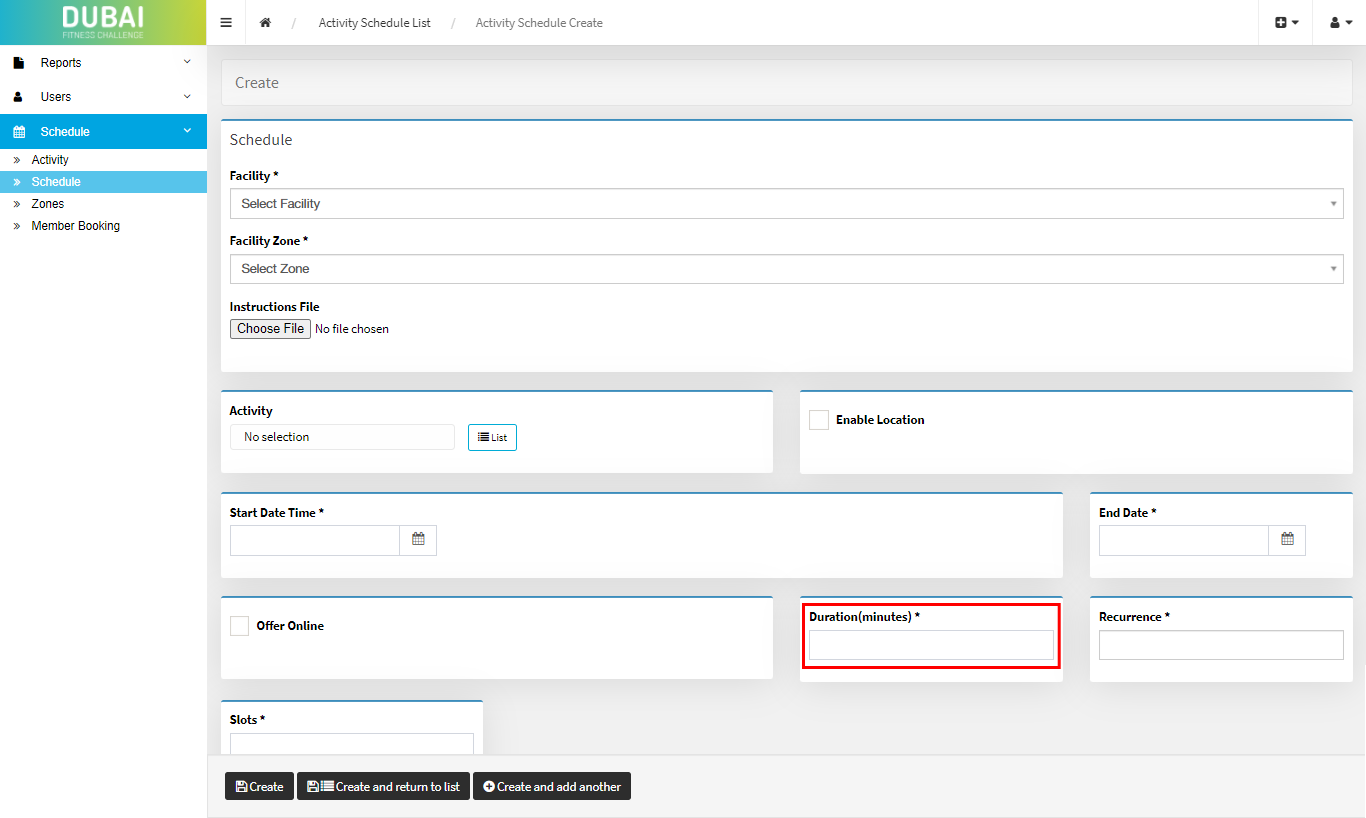 DUBAI
FITNESS CHALLENGE
/ Activity Schedule List / Activity Schedule Create
Reports
Users
Schedule
» Activity
» Schedule
» Zones
» Member Booking
Create
Schedule
Facility *
Select Facility
Facility Zone *
Select Zone
Instructions File
Choose File No file chosen
Activity
No selection
List
Enable Location
Start Date Time *
End Date *
Offer Online
Duration(minutes) *
Recurrence *
Slots *
Create
Create and return to list
Create and add another